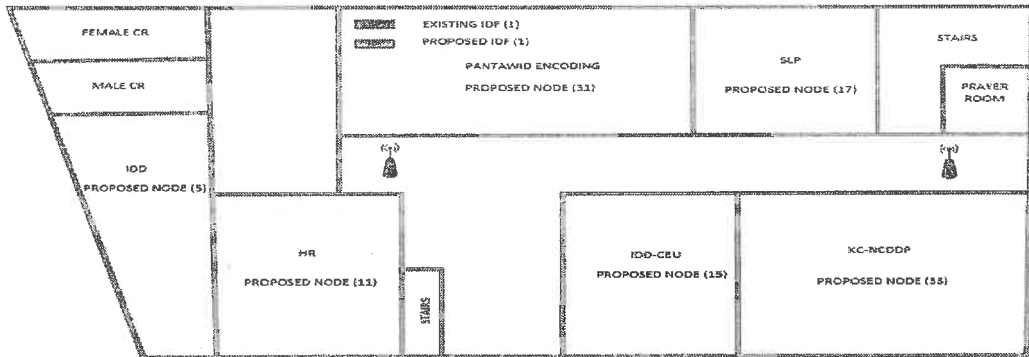 FEMALE CR
MALE CR
IDD
PROPOSED NODE (5)
EXISTING IDF (1)
PROPOSED IDF (1)
PANTAWID ENCODING
PROPOSED NODE (31)
SLP
PROPOSED NODE (17)
STAIRS
PRAYER
ROOM
HR
PROPOSED NODE (11)
STAIRS
IDD-CEU
PROPOSED NODE (15)
KC-NCDDP
PROPOSED NODE (55)